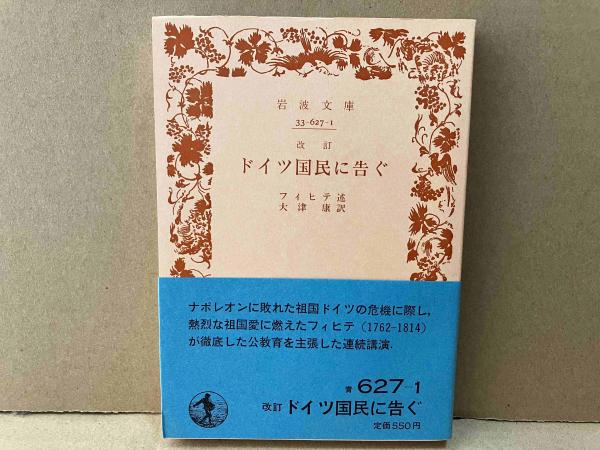 岩波文庫
33-627-1
改訂
ドイツ国民に告ぐ
フィヒテ述
大津康訳
ナポレオンに敗れた祖国ドイツの危機に際し,
熱烈な祖国愛に燃えたフィヒテ(1762-1814)
が徹底した公教育を主張した連続講演.
青 627-1
改訂 ドイツ国民に告ぐ
定価550円